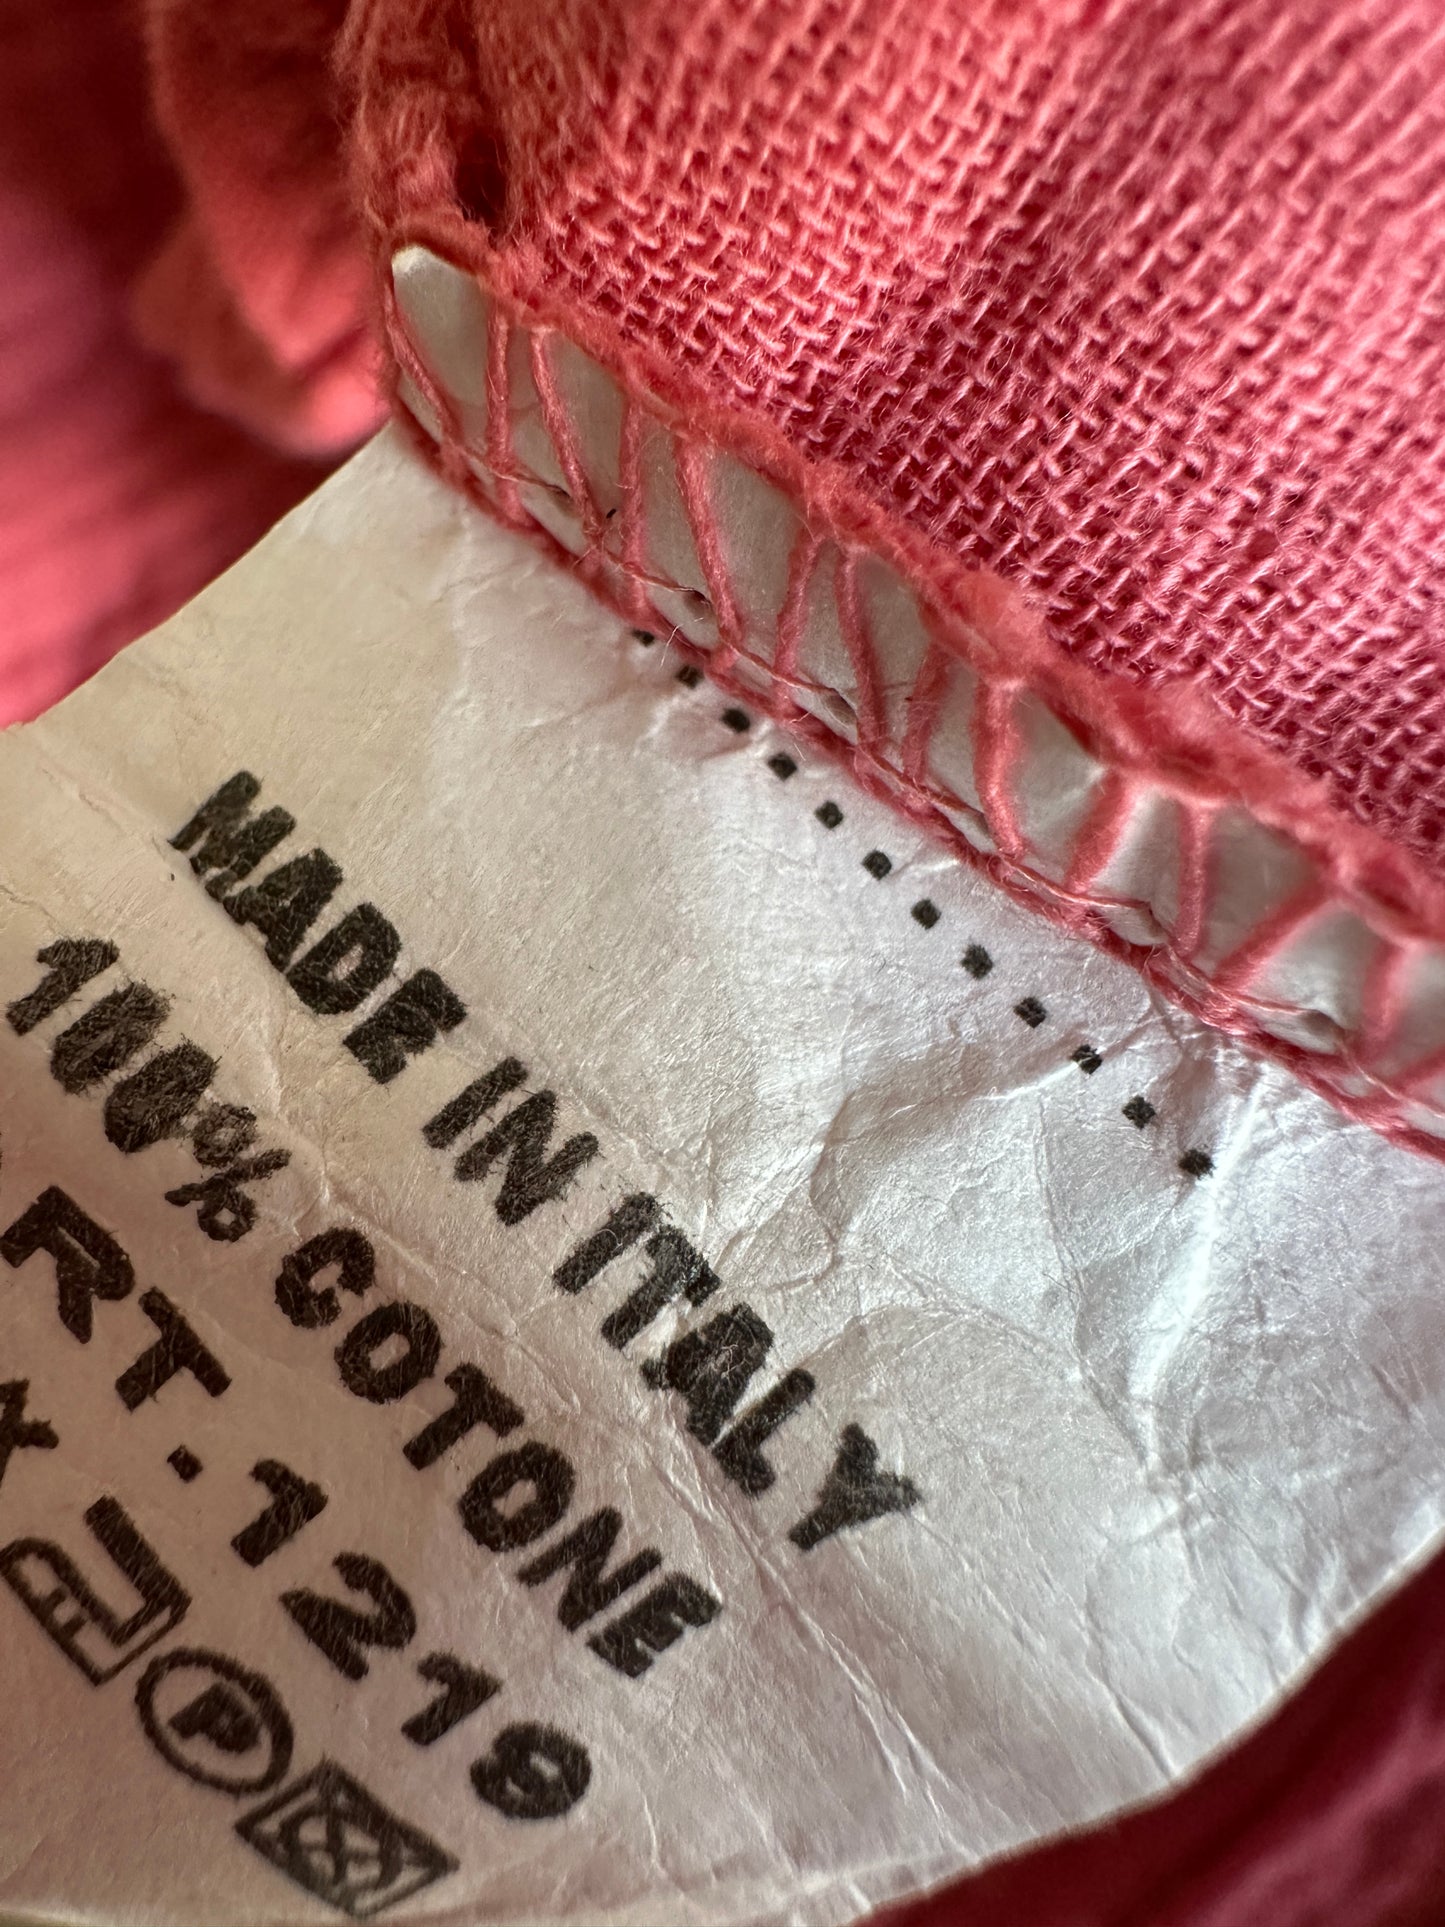 MADE IN ITALY
100% COTONE
RT.1219
P